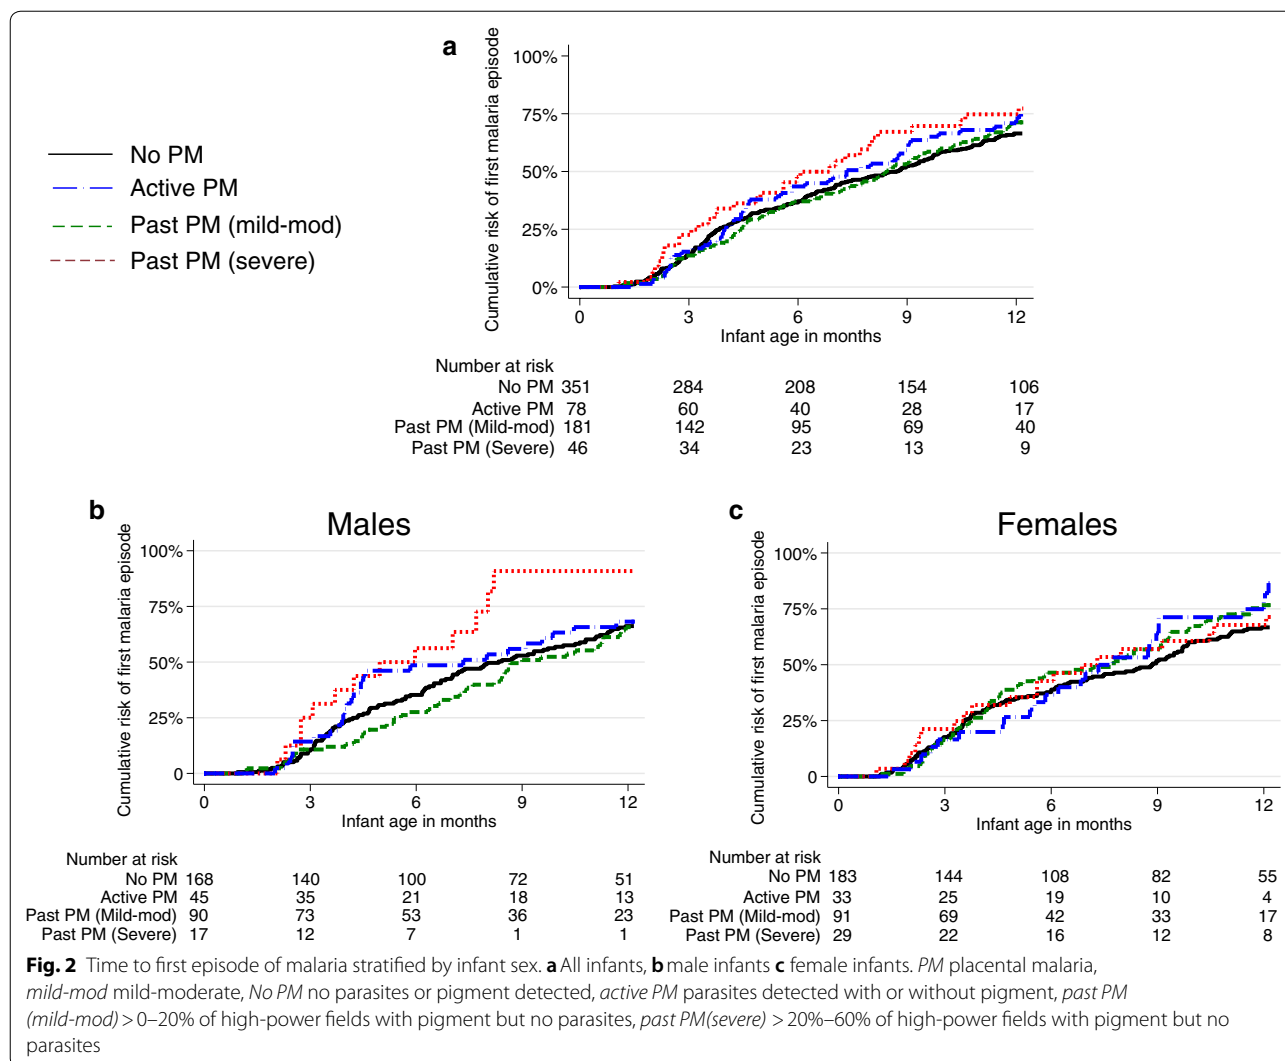 a
No PM
Active PM
Past PM (mild-mod)
Past PM (severe)
Cumulative risk of first malaria episode
100%
75%
50%
25%
0%
0 3 6 9 12
Infant age in months
Number at risk
No PM 351 284 208 154 106
Active PM 78 60 40 28 17
Past PM (Mild-mod) 181 142 95 69 40
Past PM (Severe) 46 34 23 13 9
b Males
Cumulative risk of first malaria episode
100%
75%
50%
25%
0
0 3 6 9 12
Infant age in months
Number at risk
No PM 168 140 100 72 51
Active PM 45 35 21 18 13
Past PM (Mild-mod) 90 73 53 36 23
Past PM (Severe) 17 12 7 1 1
c Females
Cumulative risk of first malaria episode
100%
75%
50%
25%
0
0 3 6 9 12
Infant age in months
Number at risk
No PM 183 144 108 82 55
Active PM 33 25 19 10 4
Past PM (Mild-mod) 91 69 42 33 17
Past PM (Severe) 29 22 16 12 8
Fig. 2 Time to first episode of malaria stratified by infant sex. a All infants, b male infants c female infants. PM placental malaria,
mild-mod mild-moderate, No PM no parasites or pigment detected, active PM parasites detected with or without pigment, past PM
(mild-mod) > 0–20% of high-power fields with pigment but no parasites, past PM(severe) > 20%–60% of high-power fields with pigment but no
parasites